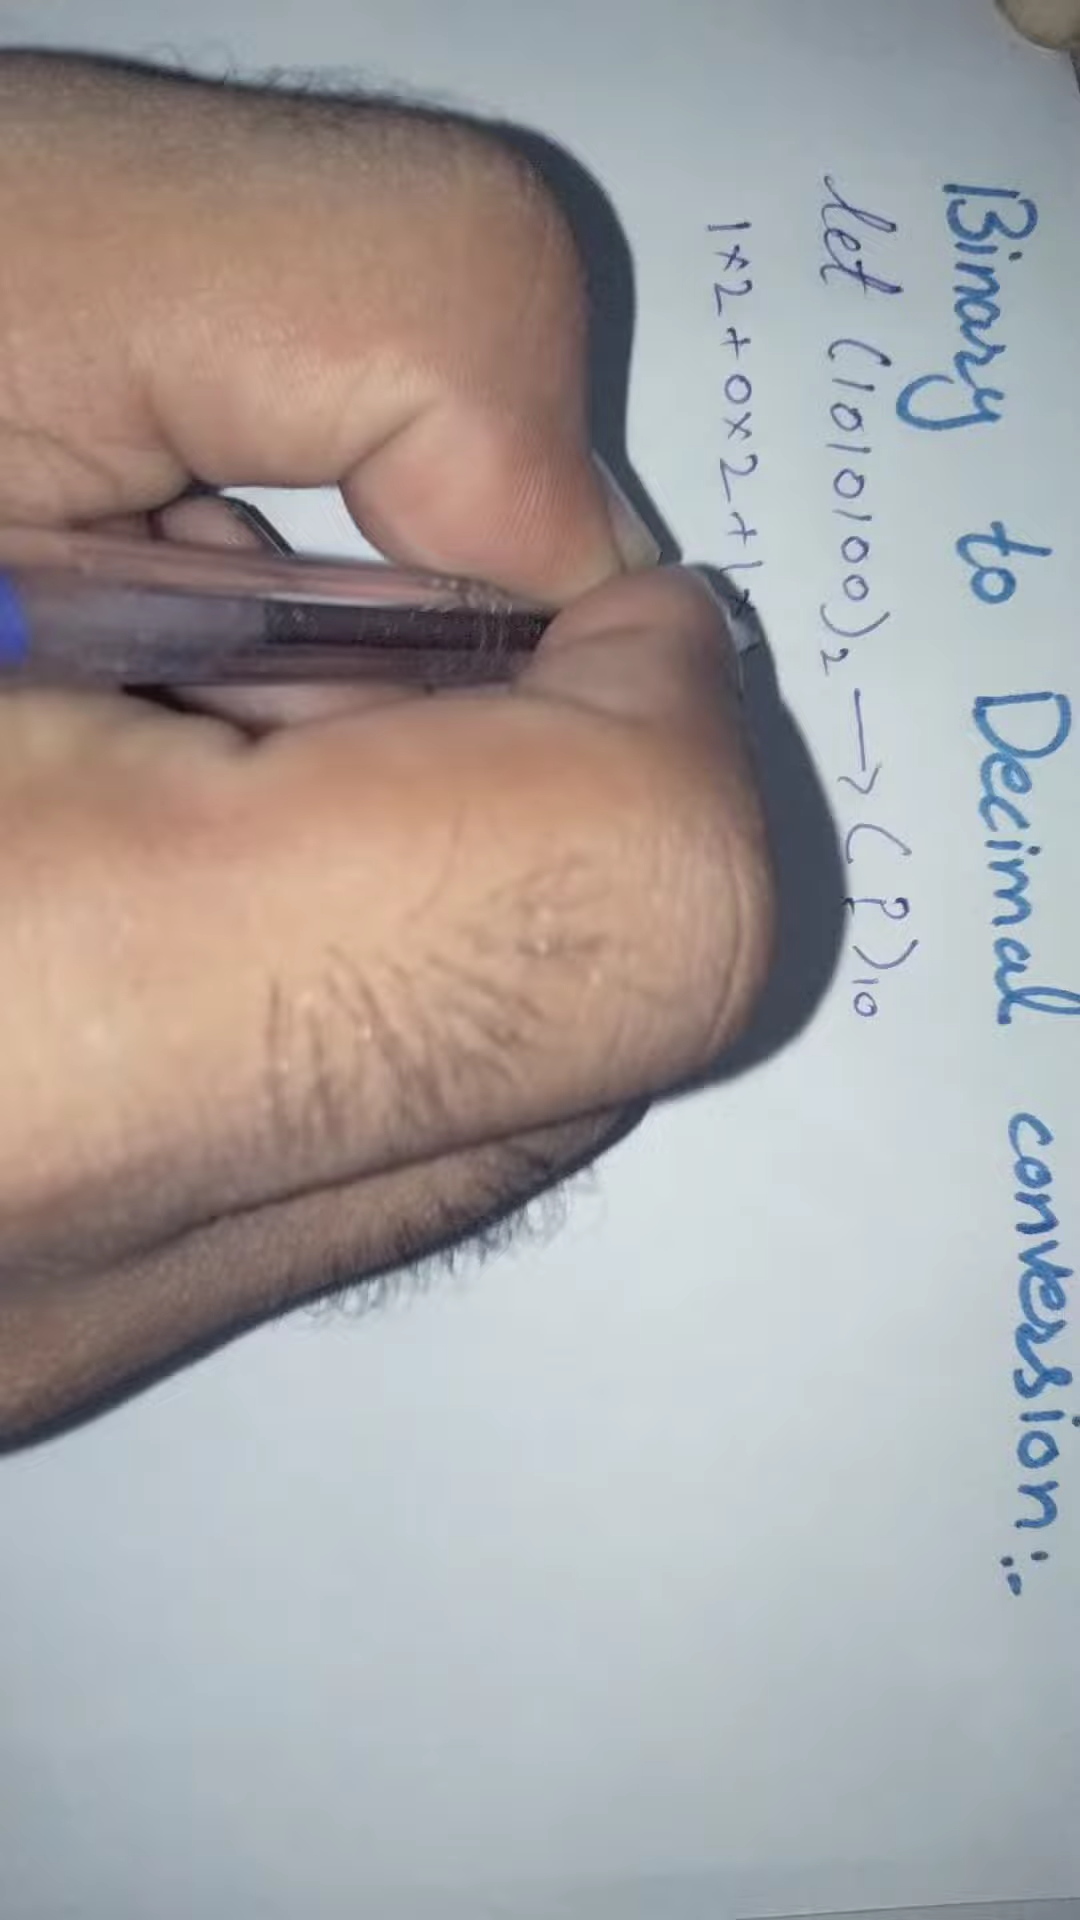 Binary to Decimal conversion :-
let (1010100)₂ → (?)₁₀
1×2 + 0×2 + 1×